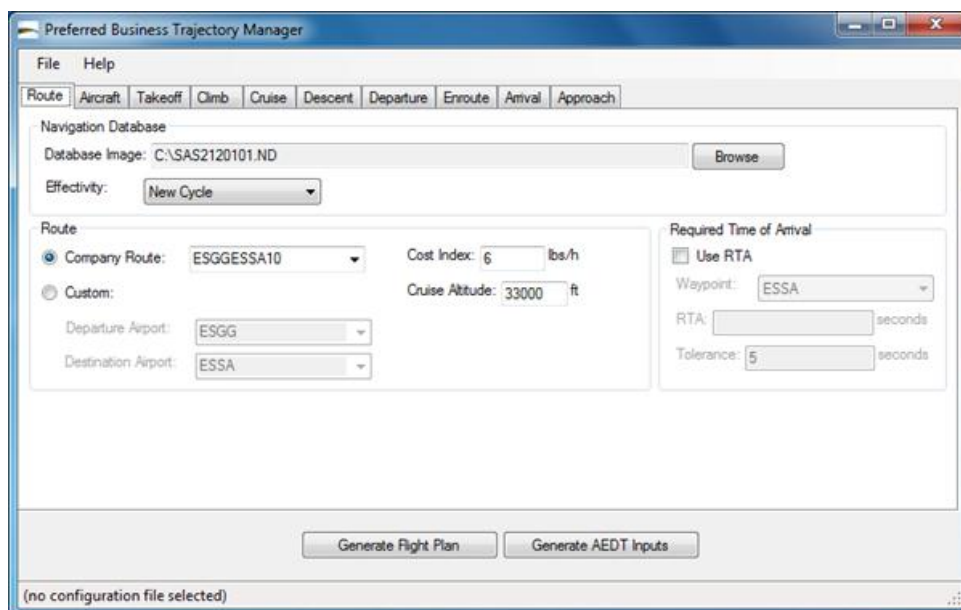 Preferred Business Trajectory Manager
File Help
Route Aircraft Takeoff Climb Cruise Descent Departure Enroute Arrival Approach
Navigation Database
Database Image: C:\SAS2120101.ND Browse
Effectivity: New Cycle
Route Required Time of Arrival
Company Route: ESGGESSA10 Cost Index: 6 lbs/h Use RTA
Custom: Cruise Altitude: 33000 ft Waypoint: ESSA
Departure Airport: ESGG RTA: seconds
Destination Airport: ESSA Tolerance: 5 seconds
Generate Flight Plan Generate AEDT Inputs
(no configuration file selected)